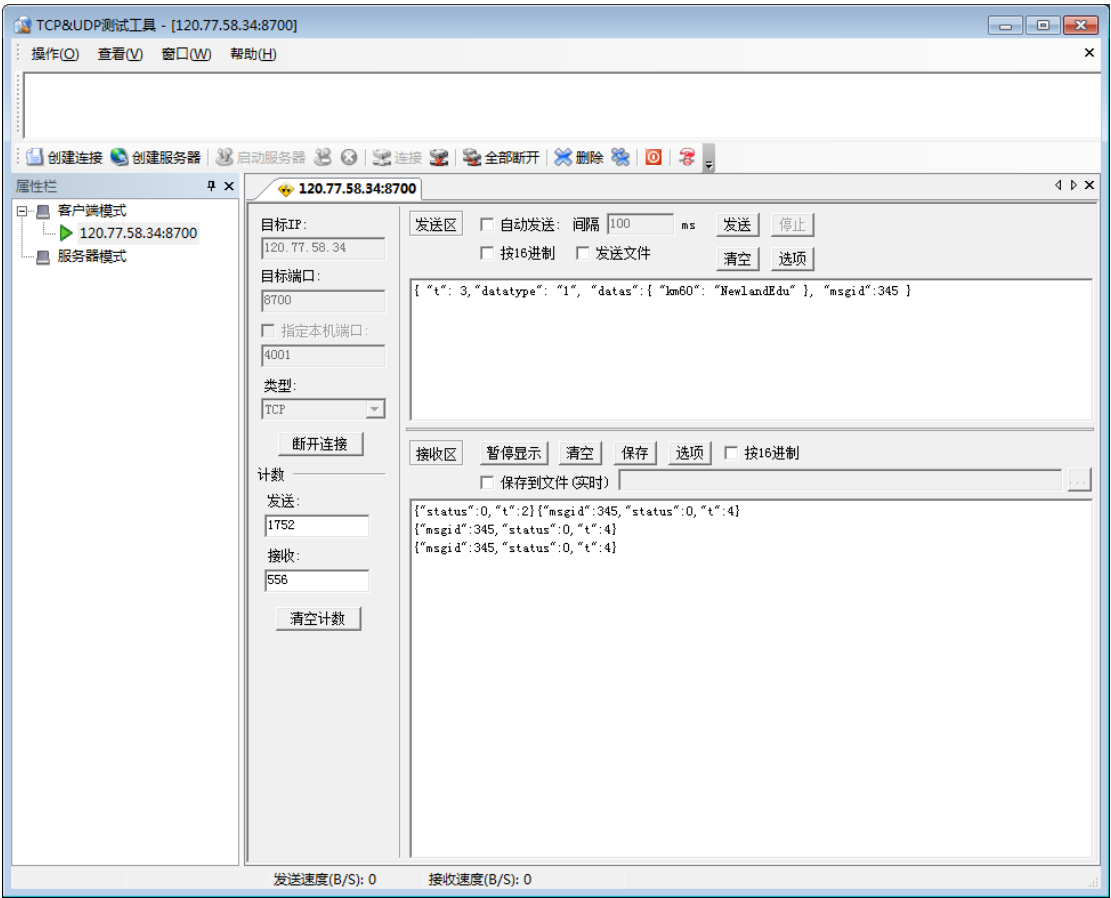 TCP&UDP测试工具 - [120.77.58.34:8700]
操作(O) 查看(V) 窗口(W) 帮助(H)
创建连接 创建服务器 启动服务器 连接 全部断开 删除
属性栏
客户端模式
120.77.58.34:8700
服务器模式
120.77.58.34:8700
目标IP:
120.77.58.34
目标端口:
8700
指定本机端口:
4001
类型:
TCP
断开连接
计数
发送:
1752
接收:
556
清空计数
发送区 自动发送: 间隔 100 ms 发送 停止
按16进制 发送文件 清空 选项
{ "t": 3,"datatype": "1", "datas":{ "km60": "NewlandEdu" }, "msgid":345 }
接收区 暂停显示 清空 保存 选项 按16进制
保存到文件(实时) ...
{"status":0,"t":2}{"msgid":345,"status":0,"t":4}
{"msgid":345,"status":0,"t":4}
{"msgid":345,"status":0,"t":4}
发送速度(B/S): 0 接收速度(B/S): 0